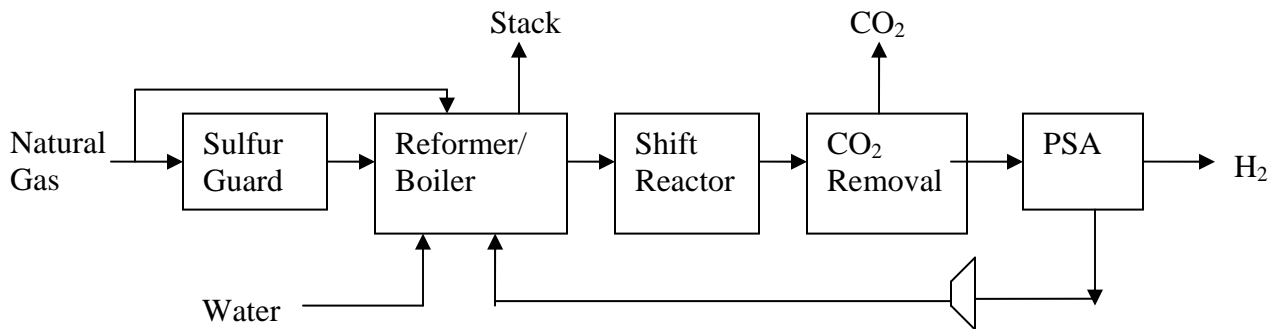 Stack
CO₂
Natural
Gas
Sulfur
Guard
Reformer/
Boiler
Shift
Reactor
CO₂
Removal
PSA
H₂
Water